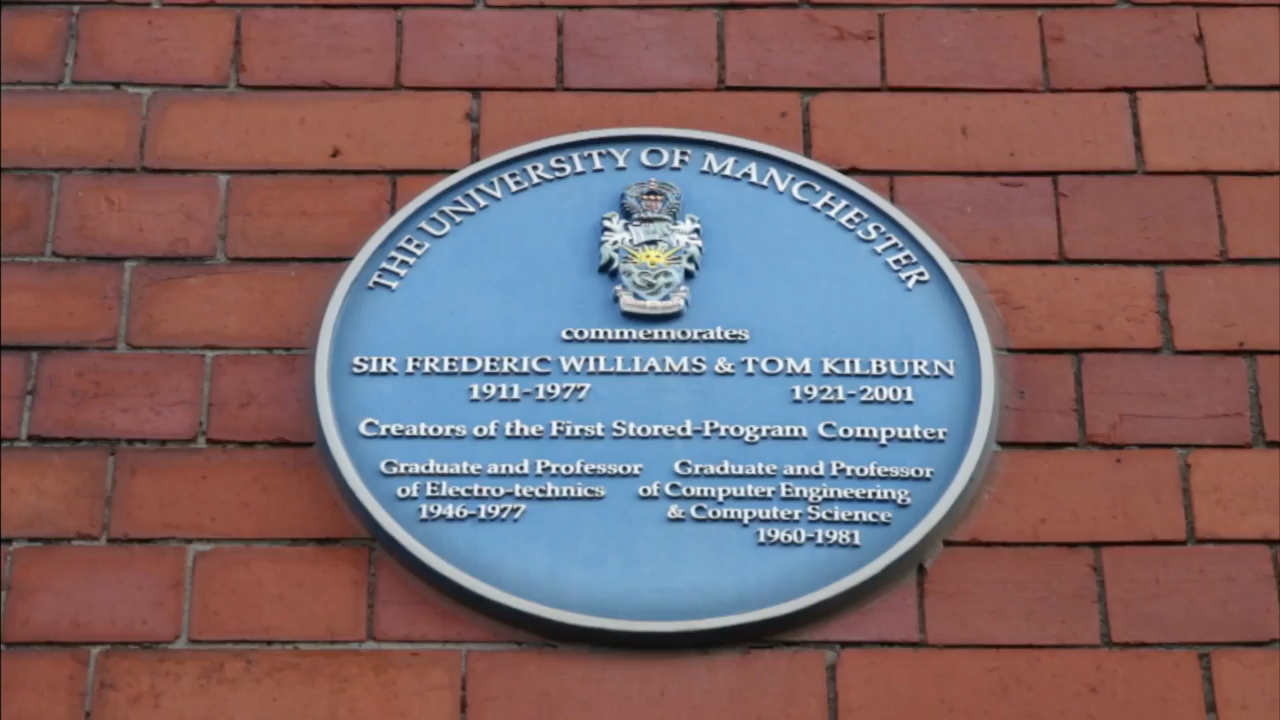 THE UNIVERSITY OF MANCHESTER
commemorates
SIR FREDERIC WILLIAMS & TOM KILBURN
1911-1977 1921-2001
Creators of the First Stored-Program Computer
Graduate and Professor Graduate and Professor
of Electro-technics of Computer Engineering
1946-1977 & Computer Science
1960-1981